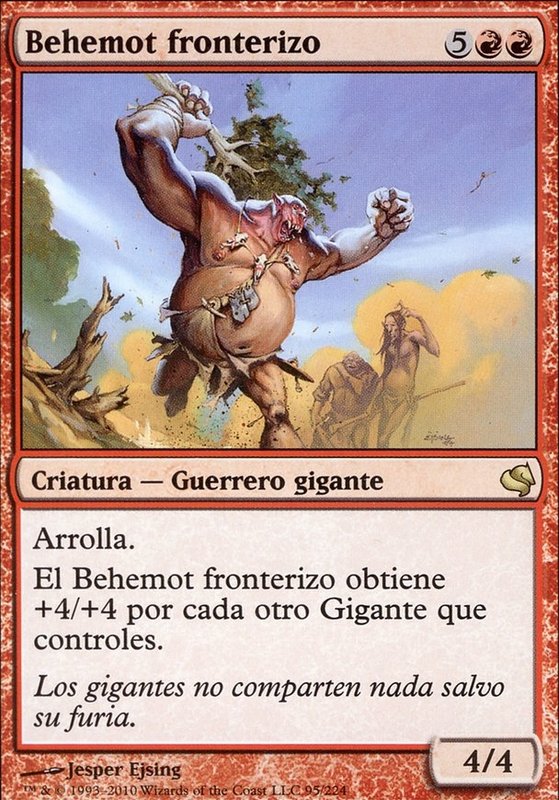 Behemot fronterizo 5
Criatura — Guerrero gigante
Arrolla.
El Behemot fronterizo obtiene
+4/+4 por cada otro Gigante que
controles.
Los gigantes no comparten nada salvo
su furia.
Jesper Ejsing
4/4
™ & © 1993–2010 Wizards of the Coast LLC 95/224